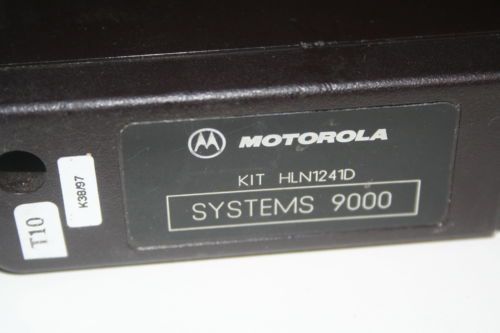 MOTOROLA
KIT HLN1241D
SYSTEMS 9000
K38/97
T10